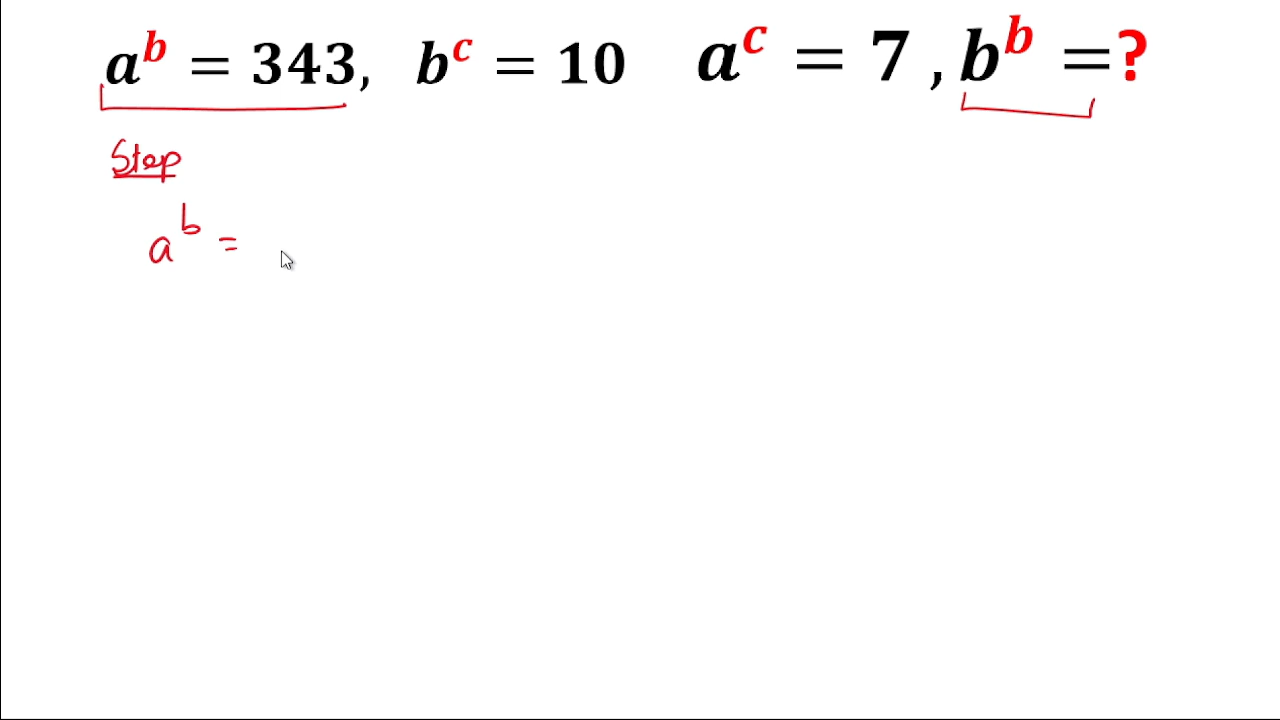 a^b = 343, b^c = 10 a^c = 7 , b^b = ?
Step
a^b =